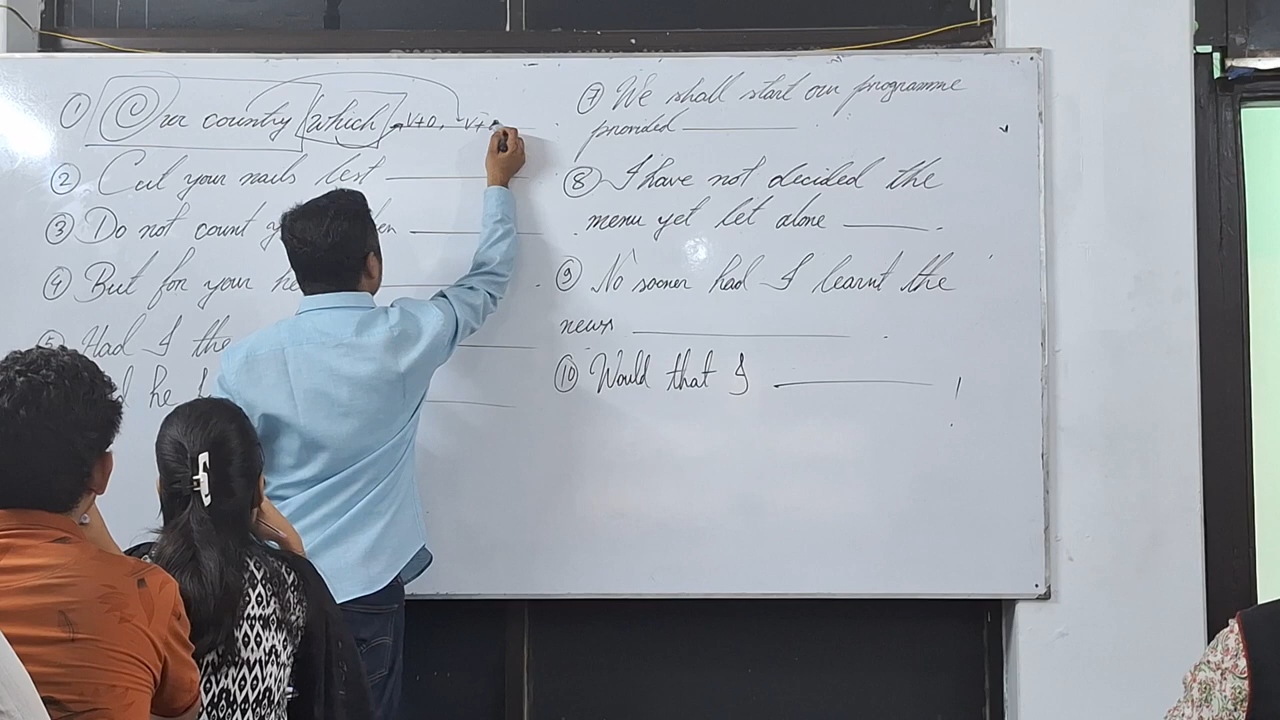 ① Our country which V+O, V+
② Cut your nails lest
③ Do not count
④ But for your
⑤ Had I the
he
⑦ We shall start our programme
provided
⑧ I have not decided the
menu yet let alone .
⑨ No sooner had I learnt the
news .
⑩ Would that I !